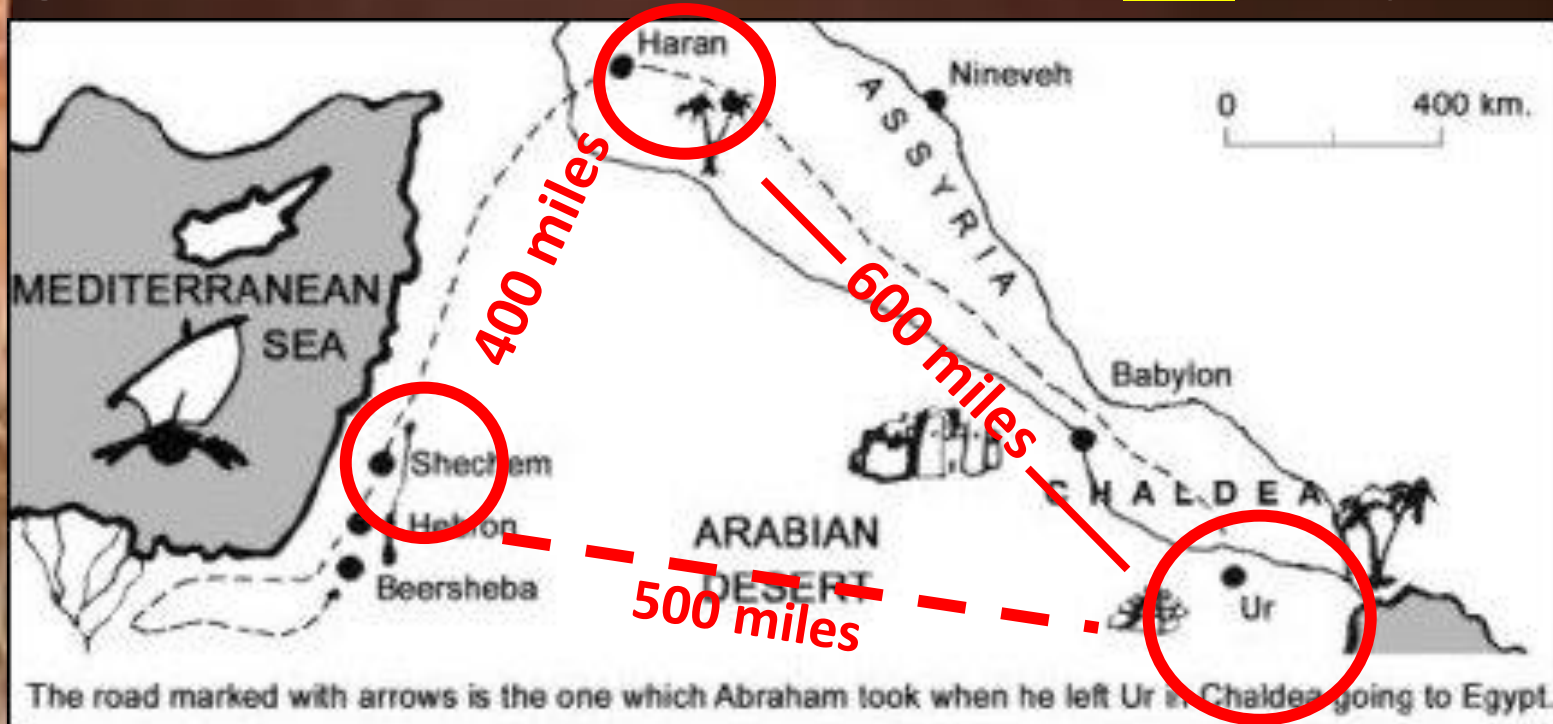 Haran
Nineveh
0 400 km.
ASSYRIA
400 miles
600 miles
MEDITERRANEAN
SEA
Babylon
Shechem
CHALDEA
Hebron
ARABIAN
DESERT
Beersheba
500 miles
Ur
The road marked with arrows is the one which Abraham took when he left Ur in Chaldea going to Egypt.